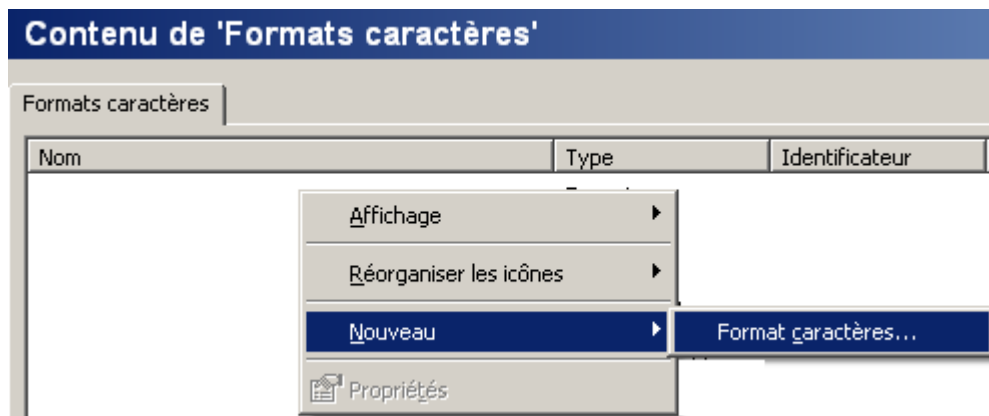 Contenu de 'Formats caractères'
Formats caractères
Nom Type Identificateur
Affichage
Réorganiser les icônes
Nouveau Format caractères...
Propriétés